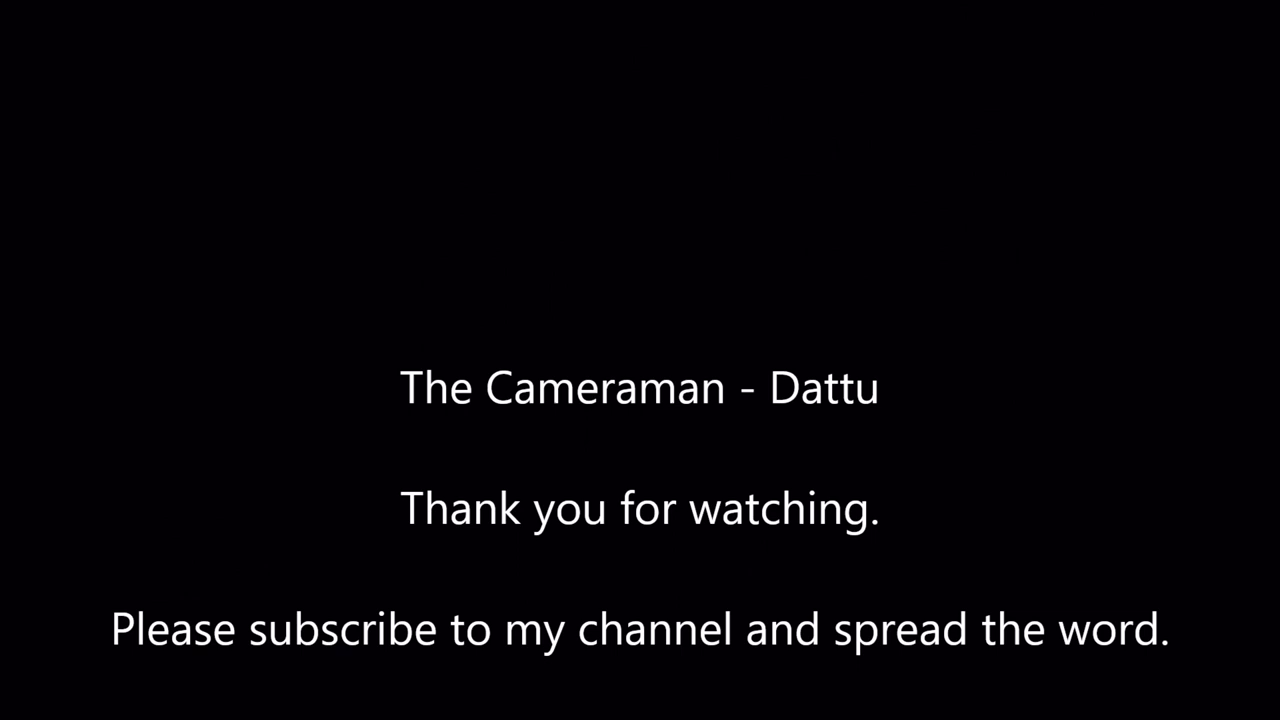 The Cameraman - Dattu
Thank you for watching.
Please subscribe to my channel and spread the word.